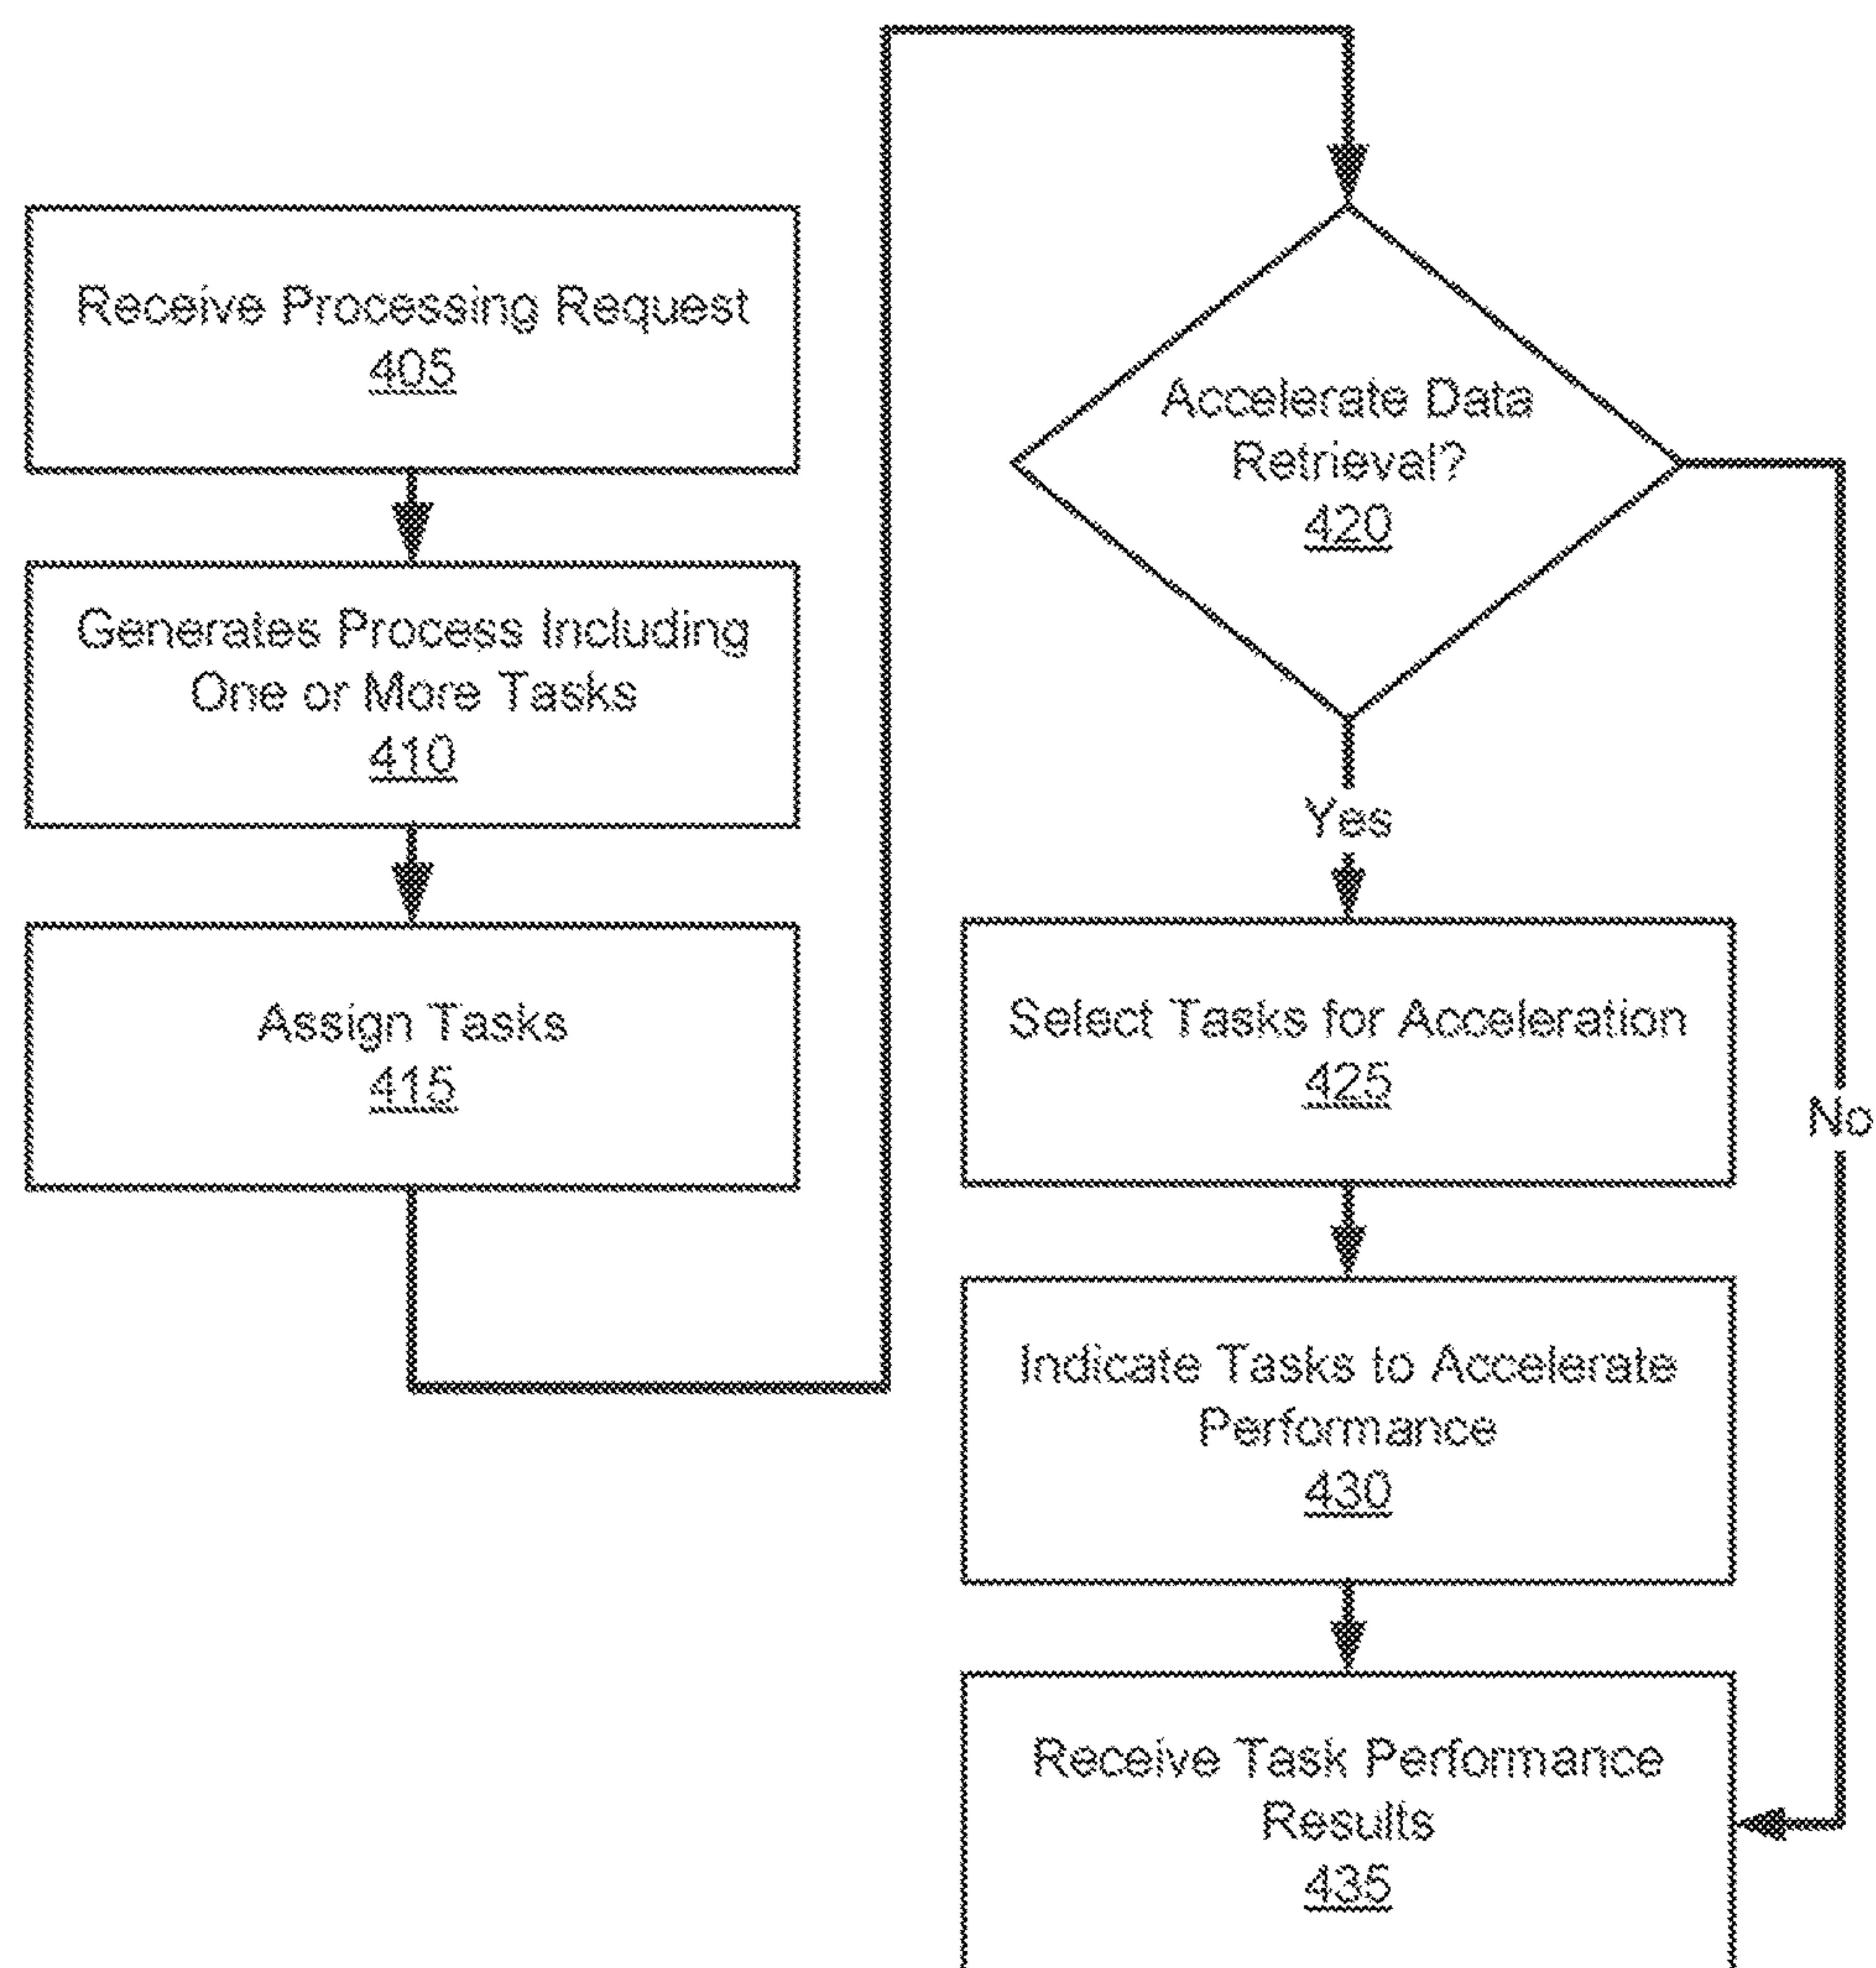 Receive Processing Request
405
Generates Process Including
One or More Tasks
410
Assign Tasks
415
Accelerate Data
Retrieval?
420
Yes
Select Tasks for Acceleration
425
No
Indicate Tasks to Accelerate
Performance
430
Receive Task Performance
Results
435